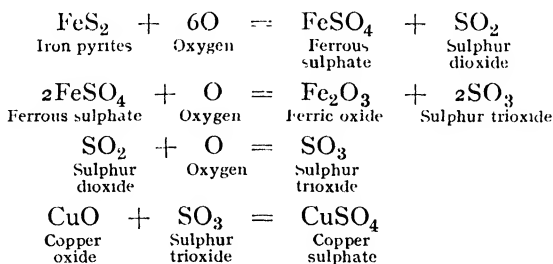 FeS₂ + 6O = FeSO₄ + SO₂
Iron pyrites Oxygen Ferrous sulphate Sulphur dioxide
2FeSO₄ + O = Fe₂O₃ + 2SO₃
Ferrous sulphate Oxygen Ferric oxide Sulphur trioxide
SO₂ + O = SO₃
Sulphur dioxide Oxygen Sulphur trioxide
CuO + SO₃ = CuSO₄
Copper oxide Sulphur trioxide Copper sulphate